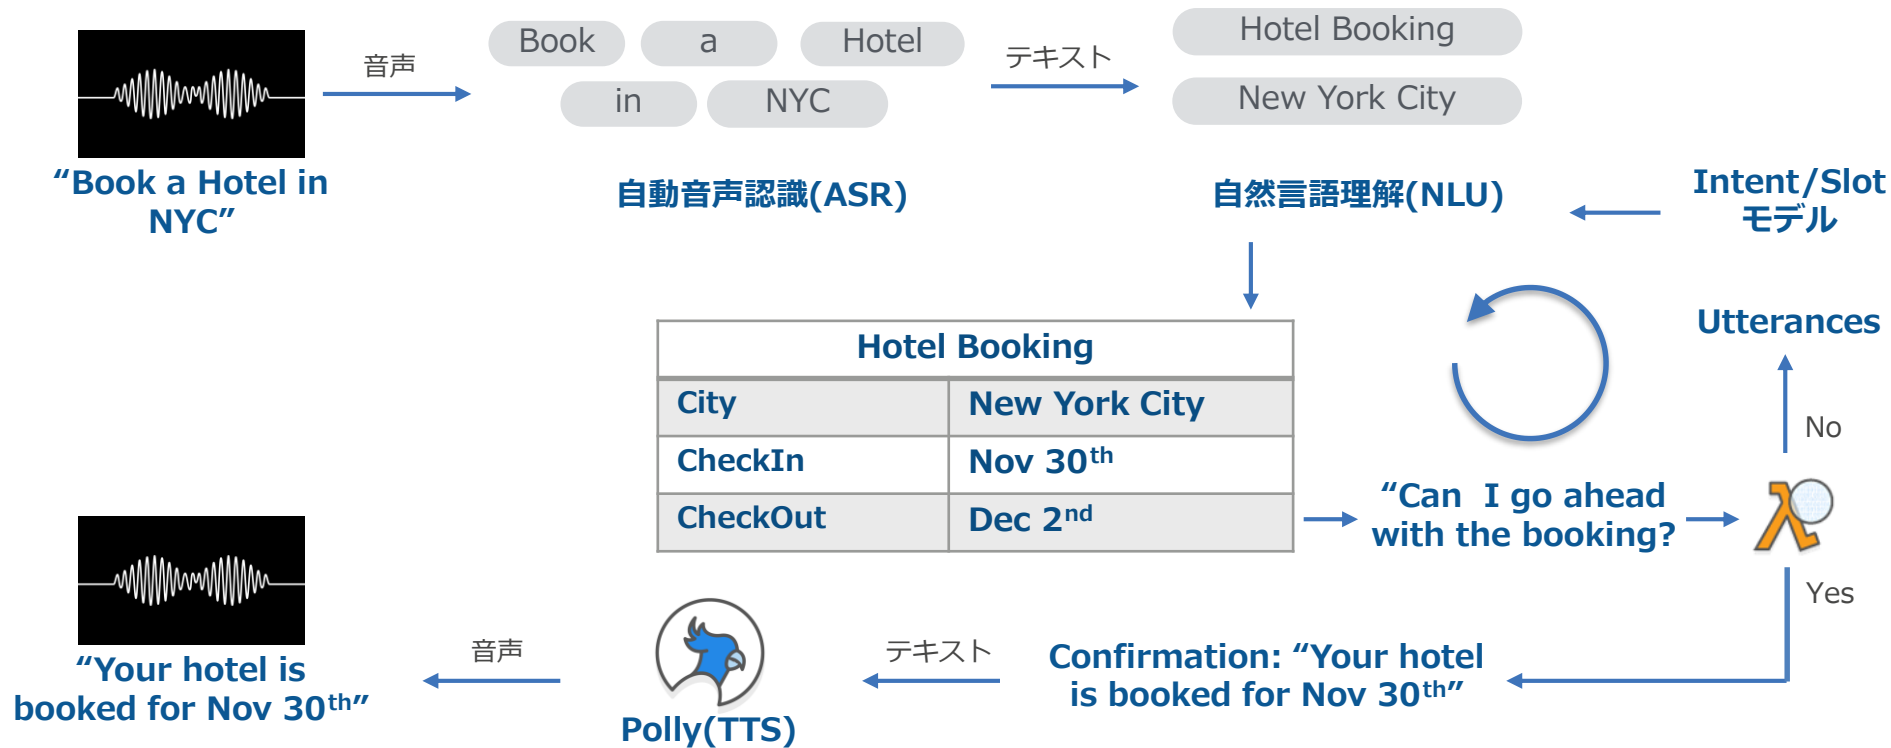 音声
Book
a
Hotel
in
NYC
テキスト
Hotel Booking
New York City
“Book a Hotel in
NYC”
自動音声認識(ASR)
自然言語理解(NLU)
Intent/Slot
モデル
Hotel Booking
City
New York City
CheckIn
Nov 30th
CheckOut
Dec 2nd
“Can I go ahead
with the booking?
Utterances
No
Yes
Confirmation: “Your hotel
is booked for Nov 30th”
テキスト
Polly(TTS)
音声
“Your hotel is
booked for Nov 30th”